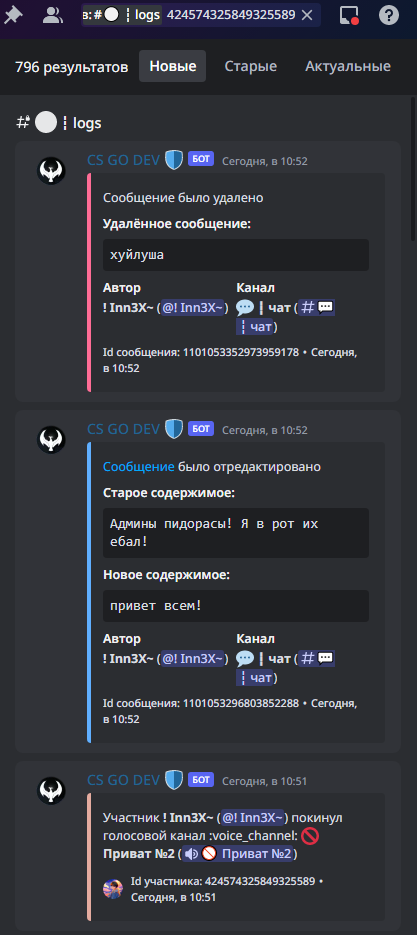 в: # ┆ logs 424574325849325589
796 результатов Новые Старые Актуальные
┆ logs
CS GO DEV БОТ Сегодня, в 10:52
Сообщение было удалено
Удалённое сообщение:
хуйлуша
Автор Канал
! Inn3X~ (@! Inn3X~) 💬 ┆ чат (# 💬
┆ чат)
Id сообщения: 1101053352973959178 • Сегодня,
в 10:52
CS GO DEV БОТ Сегодня, в 10:52
Сообщение было отредактировано
Старое содержимое:
Админы пидорасы! Я в рот их
ебал!
Новое содержимое:
привет всем!
Автор Канал
! Inn3X~ (@! Inn3X~) 💬 ┆ чат (# 💬
┆ чат)
Id сообщения: 1101053296803852288 • Сегодня,
в 10:52
CS GO DEV БОТ Сегодня, в 10:51
Участник ! Inn3X~ (@! Inn3X~) покинул
голосовой канал :voice_channel: 🚫
Приват №2 (🔊 🚫 Приват №2)
Id участника: 424574325849325589 •
Сегодня, в 10:51